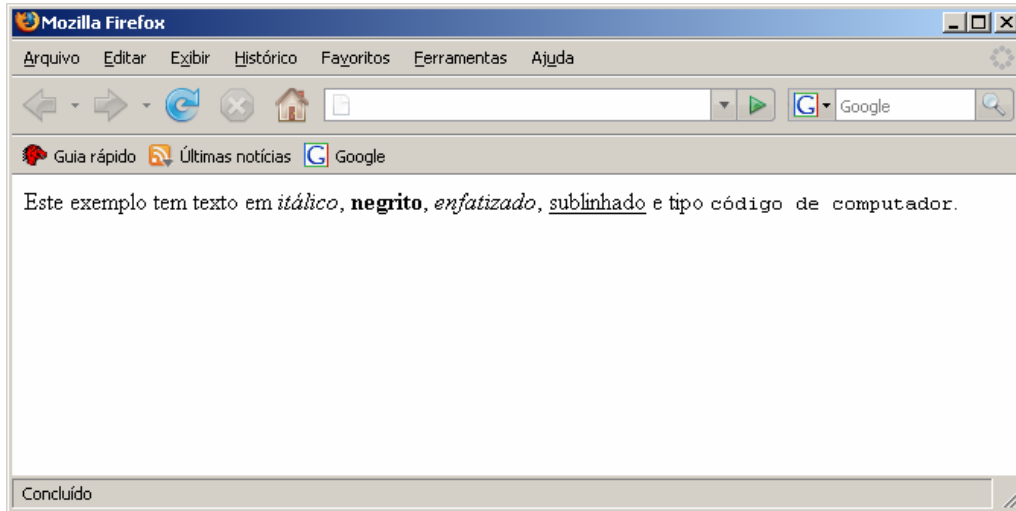 Mozilla Firefox
Arquivo Editar Exibir Histórico Favoritos Ferramentas Ajuda
G Google
Guia rápido Últimas notícias G Google
Este exemplo tem texto em itálico, negrito, enfatizado, sublinhado e tipo código de computador.
Concluído